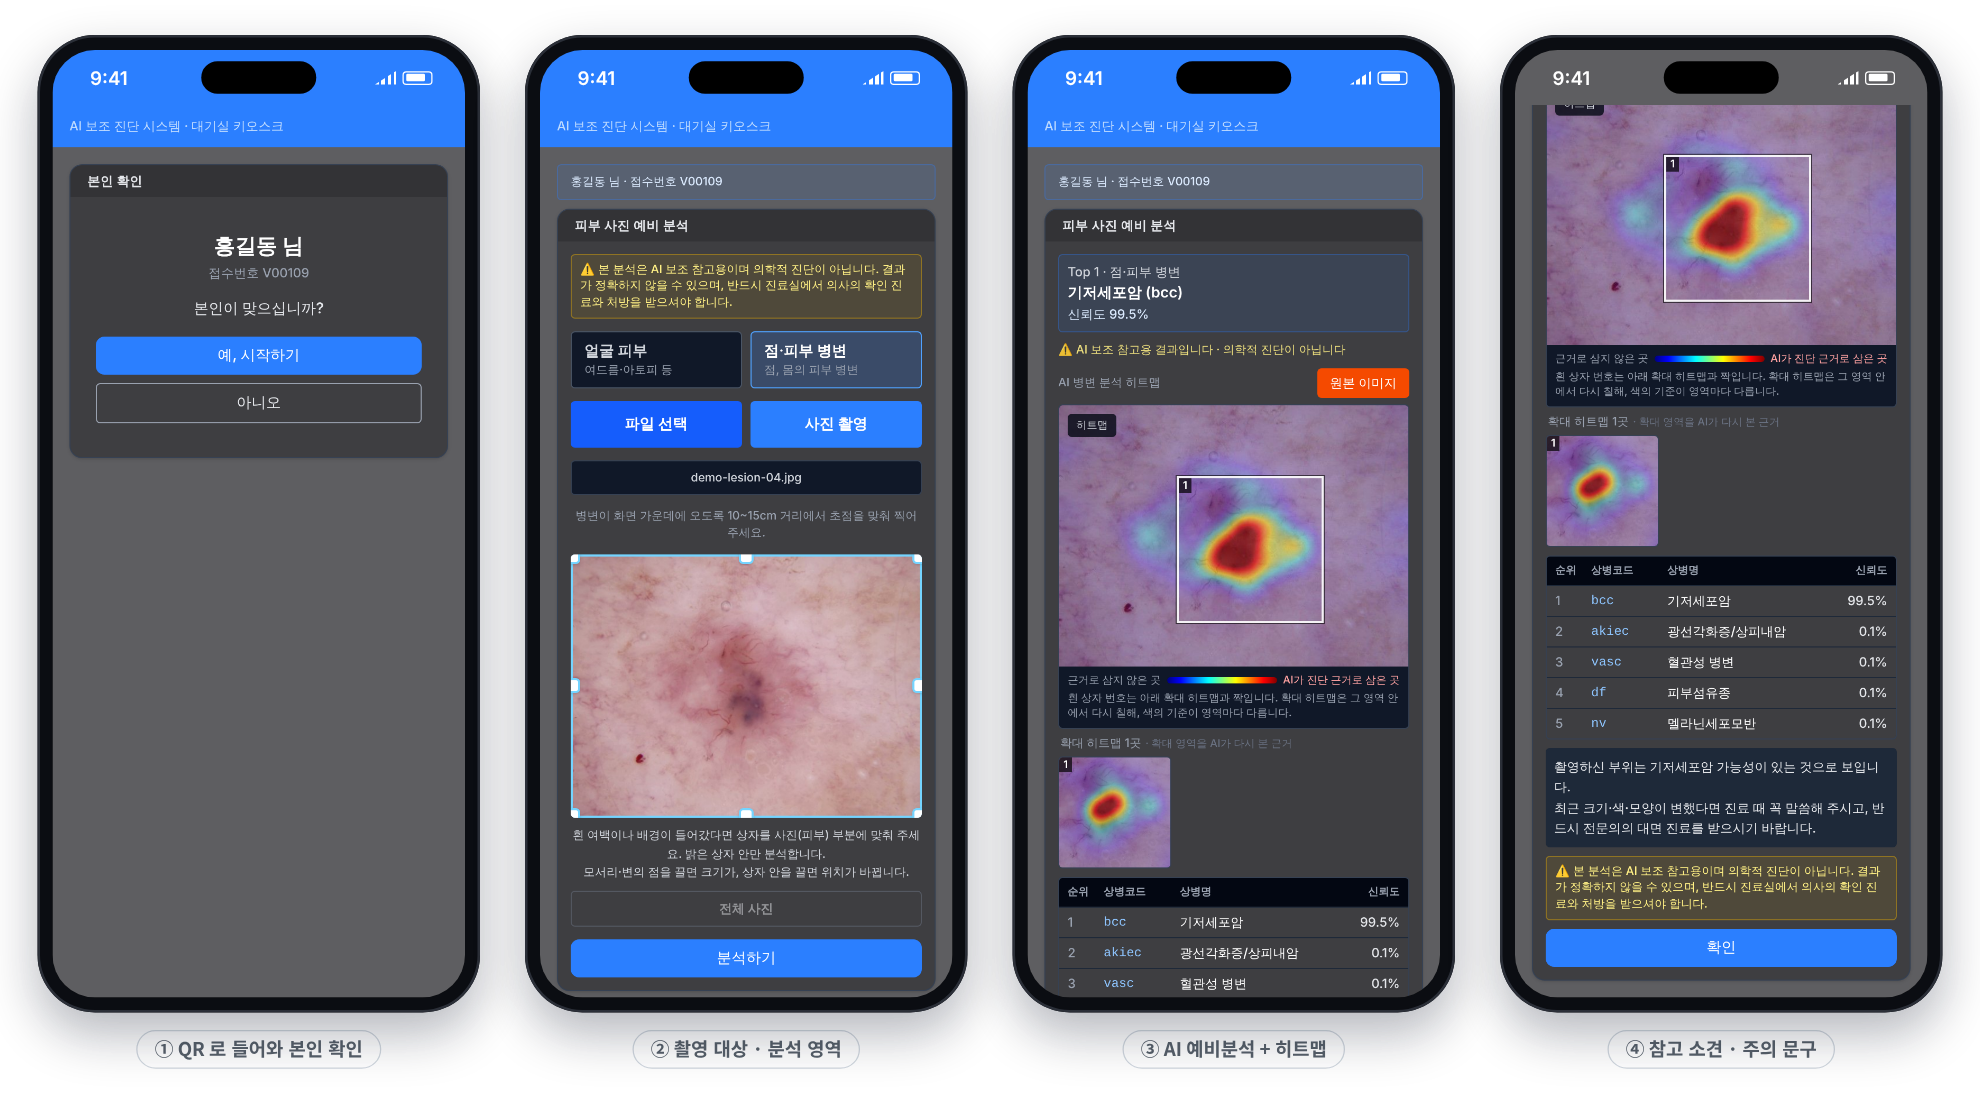 9:41
AI 보조 진단 시스템 · 대기실 키오스크
본인 확인
홍길동 님
접수번호 V00109
본인이 맞으십니까?
예, 시작하기
아니오
① QR 로 들어와 본인 확인
9:41
AI 보조 진단 시스템 · 대기실 키오스크
홍길동 님 · 접수번호 V00109
피부 사진 예비 분석
⚠️ 본 분석은 AI 보조 참고용이며 의학적 진단이 아닙니다. 결과
가 정확하지 않을 수 있으며, 반드시 진료실에서 의사의 확인 진
료와 처방을 받으셔야 합니다.
얼굴 피부
여드름·아토피 등
점·피부 병변
점, 몸의 피부 병변
파일 선택
사진 촬영
demo-lesion-04.jpg
병변이 화면 가운데에 오도록 10~15cm 거리에서 초점을 맞춰 찍어
주세요.
흰 여백이나 배경이 들어갔다면 상자를 사진(피부) 부분에 맞춰 주세
요. 밝은 상자 안만 분석합니다.
모서리·변의 점을 끌면 크기가, 상자 안을 끌면 위치가 바뀝니다.
전체 사진
분석하기
② 촬영 대상 · 분석 영역
9:41
AI 보조 진단 시스템 · 대기실 키오스크
홍길동 님 · 접수번호 V00109
피부 사진 예비 분석
Top 1 · 점·피부 병변
기저세포암 (bcc)
신뢰도 99.5%
⚠️ AI 보조 참고용 결과입니다 · 의학적 진단이 아닙니다
AI 병변 분석 히트맵
원본 이미지
히트맵
1
근거로 삼지 않은 곳
AI가 진단 근거로 삼은 곳
흰 상자 번호는 아래 확대 히트맵과 짝입니다. 확대 히트맵은 그 영역 안
에서 다시 칠해, 색의 기준이 영역마다 다릅니다.
확대 히트맵 1곳 · 확대 영역을 AI가 다시 본 근거
1
순위 상병코드 상병명 신뢰도
1 bcc 기저세포암 99.5%
2 akiec 광선각화증/상피내암 0.1%
3 vasc 혈관성 병변 0.1%
③ AI 예비분석 + 히트맵
9:41
1
근거로 삼지 않은 곳
AI가 진단 근거로 삼은 곳
흰 상자 번호는 아래 확대 히트맵과 짝입니다. 확대 히트맵은 그 영역 안
에서 다시 칠해, 색의 기준이 영역마다 다릅니다.
확대 히트맵 1곳 · 확대 영역을 AI가 다시 본 근거
1
순위 상병코드 상병명 신뢰도
1 bcc 기저세포암 99.5%
2 akiec 광선각화증/상피내암 0.1%
3 vasc 혈관성 병변 0.1%
4 df 피부섬유종 0.1%
5 nv 멜라닌세포모반 0.1%
촬영하신 부위는 기저세포암 가능성이 있는 것으로 보입니
다.
최근 크기·색·모양이 변했다면 진료 때 꼭 말씀해 주시고, 반
드시 전문의의 대면 진료를 받으시기 바랍니다.
⚠️ 본 분석은 AI 보조 참고용이며 의학적 진단이 아닙니다. 결과
가 정확하지 않을 수 있으며, 반드시 진료실에서 의사의 확인 진
료와 처방을 받으셔야 합니다.
확인
④ 참고 소견 · 주의 문구